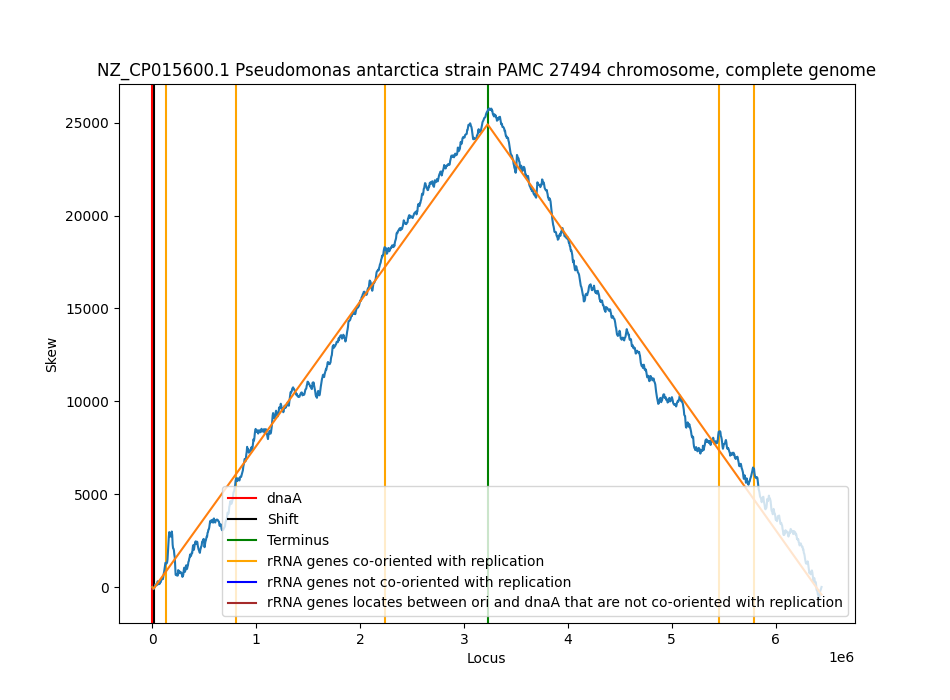 NZ_CP015600.1 Pseudomonas antarctica strain PAMC 27494 chromosome, complete genome
25000
20000
15000
10000
5000
0
Skew
dnaA
Shift
Terminus
rRNA genes co-oriented with replication
rRNA genes not co-oriented with replication
rRNA genes locates between ori and dnaA that are not co-oriented with replication
0 1 2 3 4 5 6
1e6
Locus